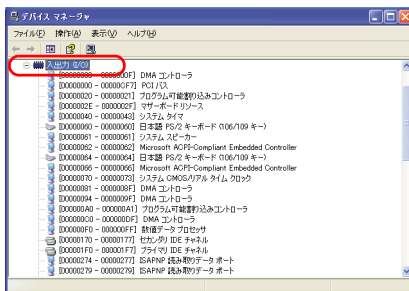 デバイス マネージャ
ファイル(F) 操作(A) 表示(V) ヘルプ(H)
入出力 (I/O)
[00000000 - 0000000F] DMA コントローラ
[00000000 - 00000CF7] PCI バス
[00000020 - 00000021] プログラム可能割り込みコントローラ
[0000002E - 0000002F] マザーボード リソース
[00000040 - 00000043] システム タイマ
[00000060 - 00000060] 日本語 PS/2 キーボード (106/109 キー)
[00000061 - 00000061] システム スピーカー
[00000062 - 00000062] Microsoft ACPI-Compliant Embedded Controller
[00000064 - 00000064] 日本語 PS/2 キーボード (106/109 キー)
[00000066 - 00000066] Microsoft ACPI-Compliant Embedded Controller
[00000070 - 00000073] システム CMOS/リアル タイム クロック
[00000081 - 0000008F] DMA コントローラ
[00000094 - 0000009F] DMA コントローラ
[000000A0 - 000000A1] プログラム可能割り込みコントローラ
[000000C0 - 000000DF] DMA コントローラ
[000000F0 - 000000FF] 数値データ プロセッサ
[00000170 - 00000177] セカンダリ IDE チャネル
[000001F0 - 000001F7] プライマリ IDE チャネル
[00000274 - 00000277] ISAPNP 読み取りデータ ポート
[00000279 - 00000279] ISAPNP 読み取りデータ ポート